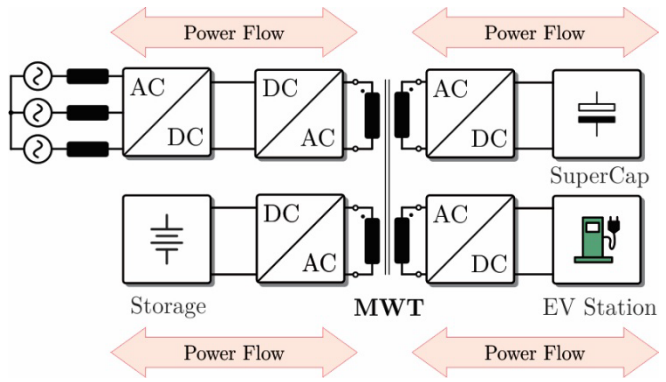 Power Flow
Power Flow
AC
DC
DC
AC
AC
DC
SuperCap
DC
AC
AC
DC
Storage
MWT
EV Station
Power Flow
Power Flow